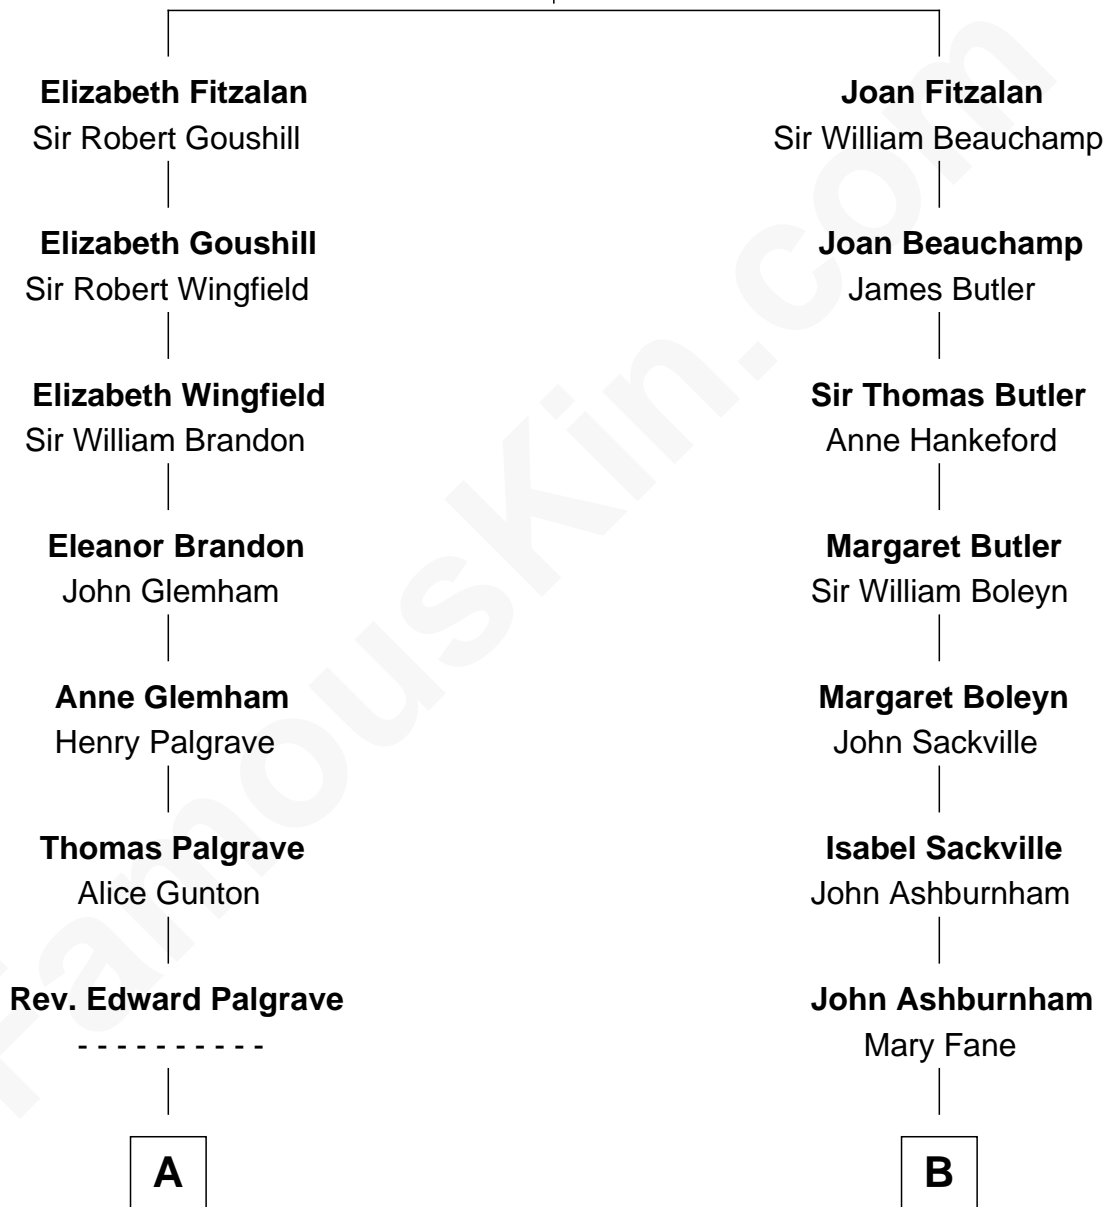 Elizabeth Fitzalan
Sir Robert Goushill
Elizabeth Goushill
Sir Robert Wingfield
Elizabeth Wingfield
Sir William Brandon
Eleanor Brandon
John Glemham
Anne Glemham
Henry Palgrave
Thomas Palgrave
Alice Gunton
Rev. Edward Palgrave
- - - - - - - - - -
A
Joan Fitzalan
Sir William Beauchamp
Joan Beauchamp
James Butler
Sir Thomas Butler
Anne Hankeford
Margaret Butler
Sir William Boleyn
Margaret Boleyn
John Sackville
Isabel Sackville
John Ashburnham
John Ashburnham
Mary Fane
B
FamousKin.com